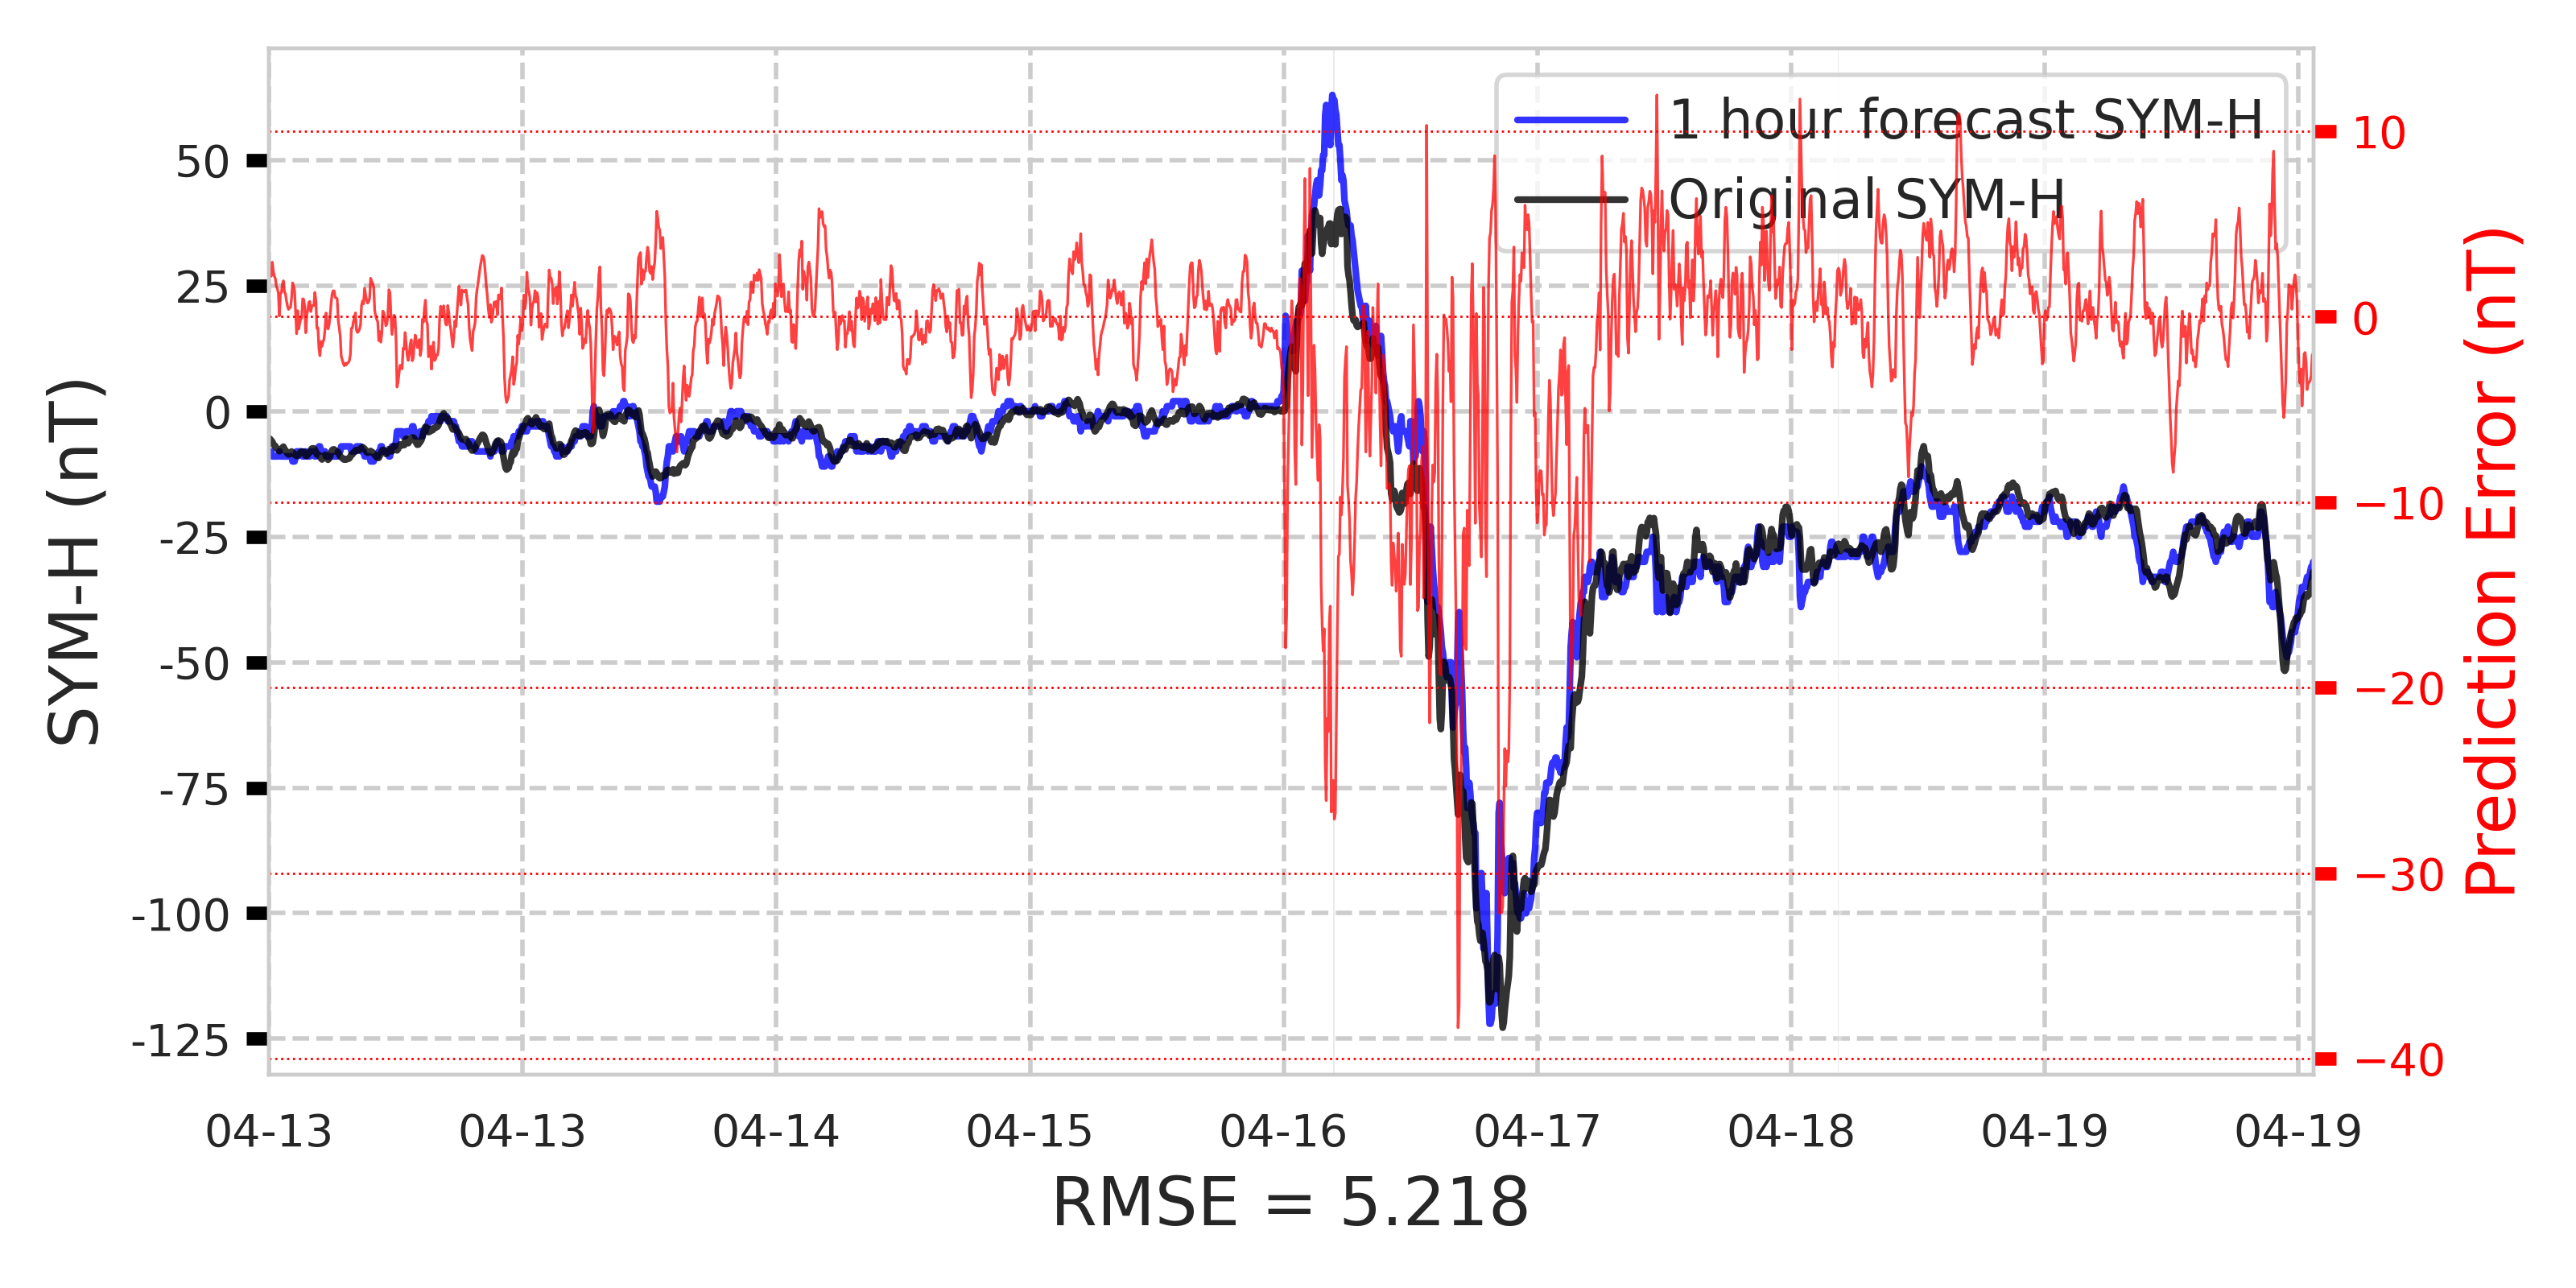 1 hour forecast SYM-H
Original SYM-H
SYM-H (nT)
50
25
0
-25
-50
-75
-100
-125
10
0
−10
−20
−30
−40
Prediction Error (nT)
04-13 04-13 04-14 04-15 04-16 04-17 04-18 04-19 04-19
RMSE = 5.218